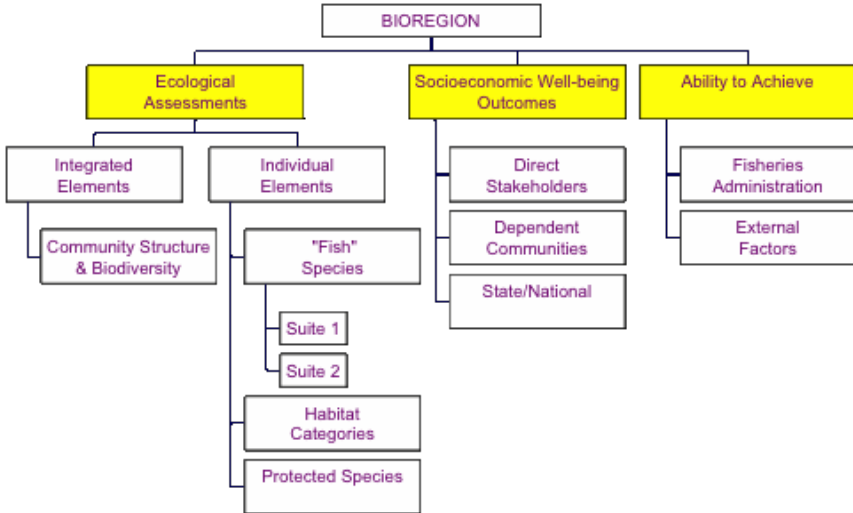 BIOREGION
Ecological
Assessments
Socioeconomic Well-being
Outcomes
Ability to Achieve
Integrated
Elements
Individual
Elements
Direct
Stakeholders
Fisheries
Administration
Community Structure
& Biodiversity
"Fish"
Species
Dependent
Communities
External
Factors
State/National
Suite 1
Suite 2
Habitat
Categories
Protected Species